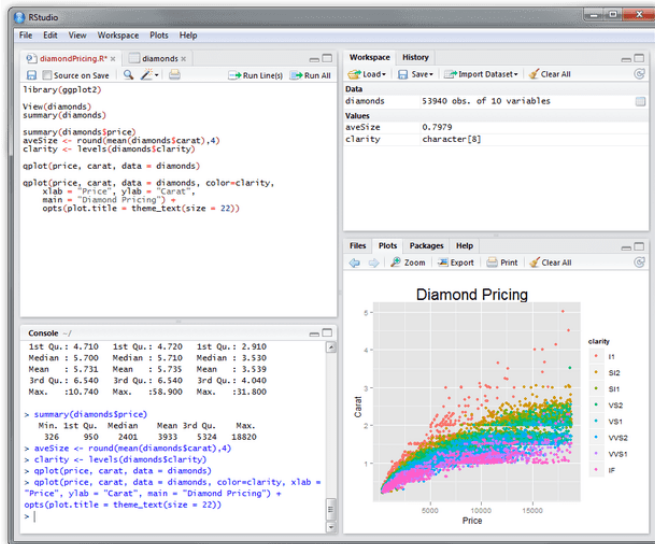 RStudio
File Edit View Workspace Plots Help
diamondPricing.R* diamonds
Source on Save Run Line(s) Run All
library(ggplot2)
View(diamonds)
summary(diamonds)
summary(diamonds$price)
aveSize <- round(mean(diamonds$carat),4)
clarity <- levels(diamonds$clarity)
qplot(price, carat, data = diamonds)
qplot(price, carat, data = diamonds, color=clarity,
xlab = "Price", ylab = "Carat",
main = "Diamond Pricing") +
opts(plot.title = theme_text(size = 22))
Console ~/
1st Qu.: 4.710 1st Qu.: 4.720 1st Qu.: 2.910
Median : 5.700 Median : 5.710 Median : 3.530
Mean : 5.731 Mean : 5.735 Mean : 3.539
3rd Qu.: 6.540 3rd Qu.: 6.540 3rd Qu.: 4.040
Max. :10.740 Max. :58.900 Max. :31.800
> summary(diamonds$price)
Min. 1st Qu. Median Mean 3rd Qu. Max.
326 950 2401 3933 5324 18820
> aveSize <- round(mean(diamonds$carat),4)
> clarity <- levels(diamonds$clarity)
> qplot(price, carat, data = diamonds)
> qplot(price, carat, data = diamonds, color=clarity, xlab =
"Price", ylab = "Carat", main = "Diamond Pricing") +
opts(plot.title = theme_text(size = 22))
>
Workspace History
Load Save Import Dataset Clear All
Data
diamonds 53940 obs. of 10 variables
Values
aveSize 0.7979
clarity character[8]
Files Plots Packages Help
Zoom Export Print Clear All
Diamond Pricing
5
4
3
2
1
Carat
5000 10000 15000
Price
clarity
I1
SI2
SI1
VS2
VS1
VVS2
VVS1
IF